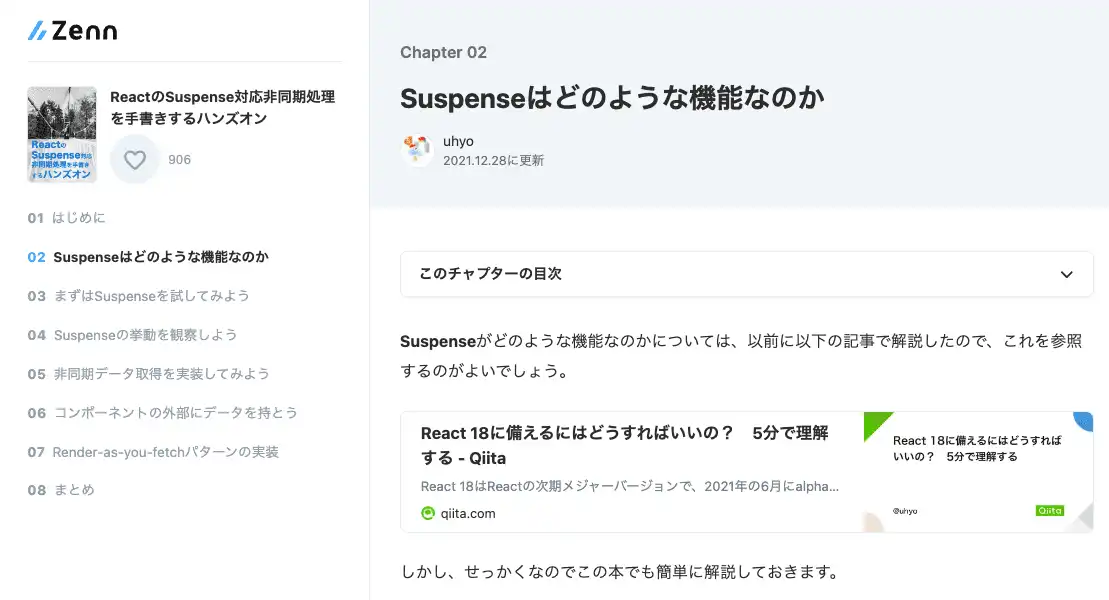 Zenn
ReactのSuspense対応非同期処理
を手書きするハンズオン
Reactの
Suspense対応
非同期処理を手書き
するハンズオン
906
01 はじめに
02 Suspenseはどのような機能なのか
03 まずはSuspenseを試してみよう
04 Suspenseの挙動を観察しよう
05 非同期データ取得を実装してみよう
06 コンポーネントの外部にデータを持とう
07 Render-as-you-fetchパターンの実装
08 まとめ
Chapter 02
Suspenseはどのような機能なのか
uhyo
2021.12.28に更新
このチャプターの目次
Suspenseがどのような機能なのかについては、以前に以下の記事で解説したので、これを参照
するのがよいでしょう。
React 18に備えるにはどうすればいいの？　5分で理解
する - Qiita
React 18はReactの次期メジャーバージョンで、2021年の6月にalpha...
qiita.com
React 18に備えるにはどうすれば
いいの？　5分で理解する
@uhyo
Qiita
しかし、せっかくなのでこの本でも簡単に解説しておきます。